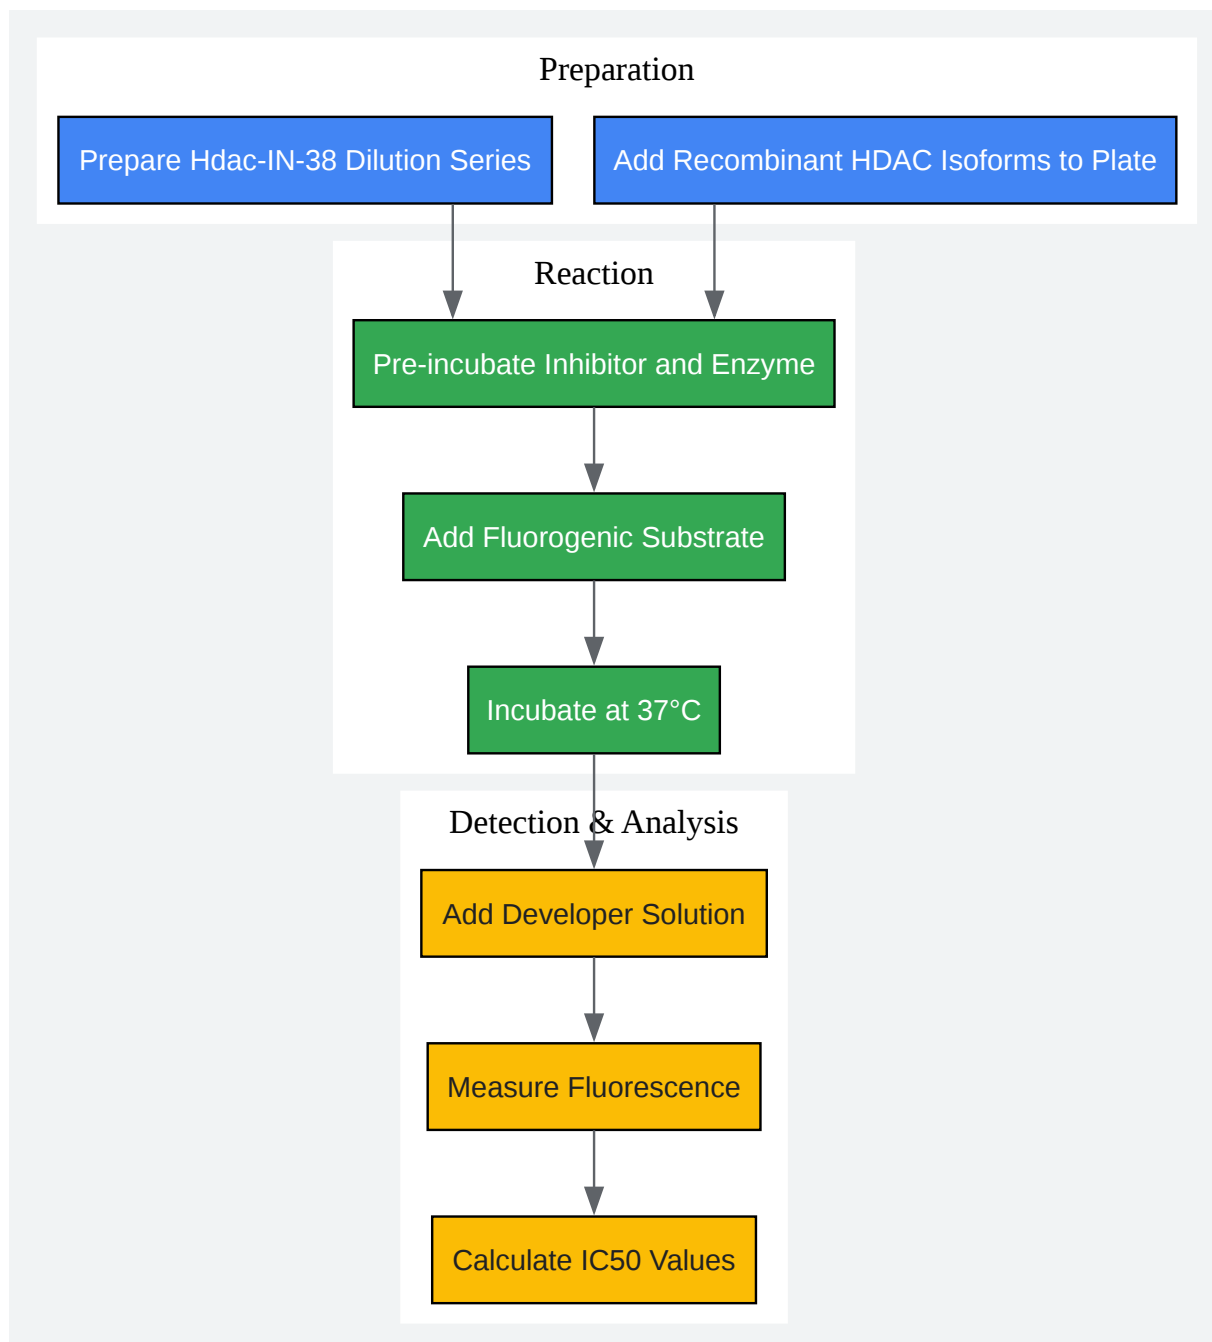 Preparation
Prepare Hdac-IN-38 Dilution Series
Add Recombinant HDAC Isoforms to Plate
Reaction
Pre-incubate Inhibitor and Enzyme
Add Fluorogenic Substrate
Incubate at 37°C
Detection & Analysis
Add Developer Solution
Measure Fluorescence
Calculate IC50 Values